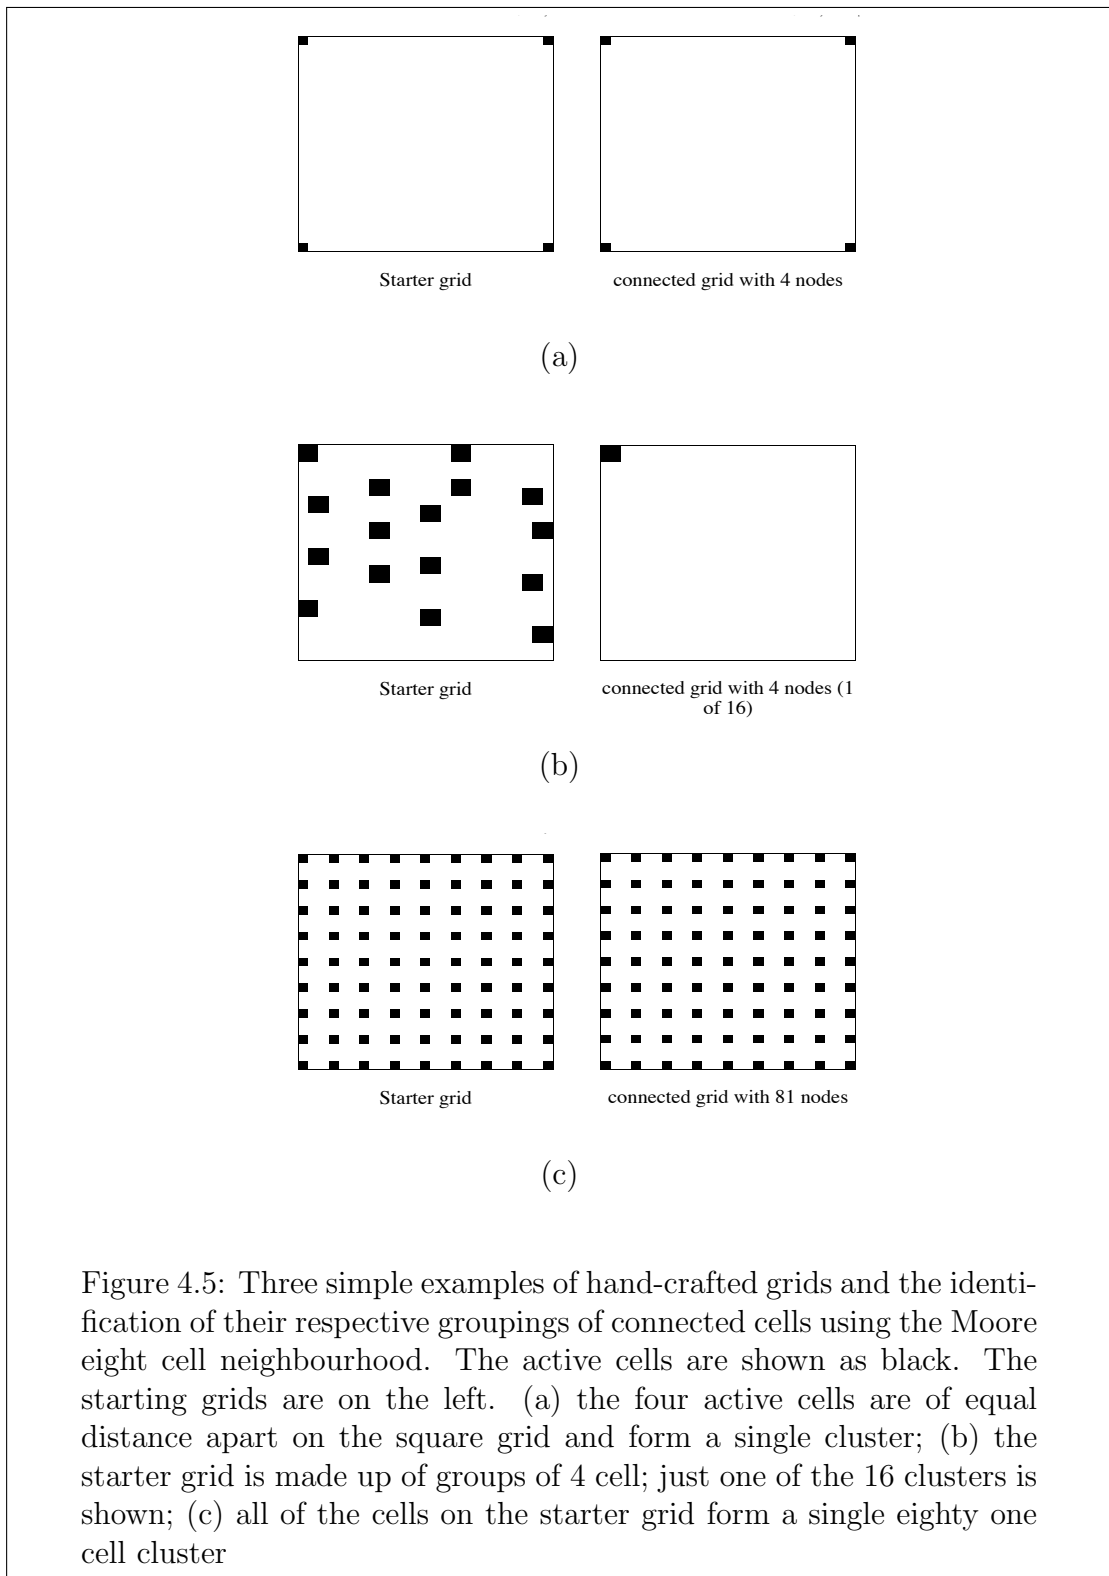 Starter grid
connected grid with 4 nodes
(a)
Starter grid
connected grid with 4 nodes (1
of 16)
(b)
Starter grid
connected grid with 81 nodes
(c)
Figure 4.5: Three simple examples of hand-crafted grids and the identi-
fication of their respective groupings of connected cells using the Moore
eight cell neighbourhood. The active cells are shown as black. The
starting grids are on the left. (a) the four active cells are of equal
distance apart on the square grid and form a single cluster; (b) the
starter grid is made up of groups of 4 cell; just one of the 16 clusters is
shown; (c) all of the cells on the starter grid form a single eighty one
cell cluster